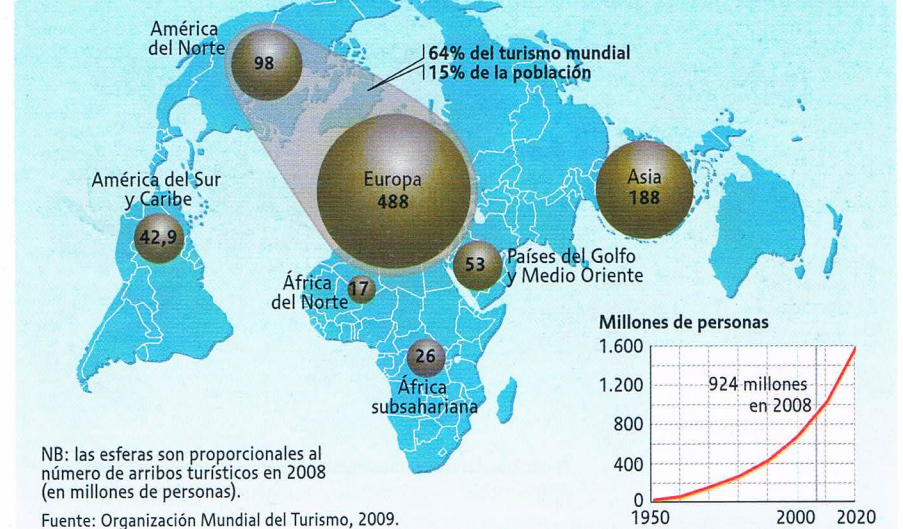 América
del Norte
98
64% del turismo mundial
15% de la población
Europa
488
Asia
188
América del Sur
y Caribe
42,9
53
Países del Golfo
y Medio Oriente
África
del Norte
17
26
África
subsahariana
Millones de personas
1.600
1.200
800
400
0
924 millones
en 2008
1950
2000
2020
NB: las esferas son proporcionales al
número de arribos turísticos en 2008
(en millones de personas).
Fuente: Organización Mundial del Turismo, 2009.